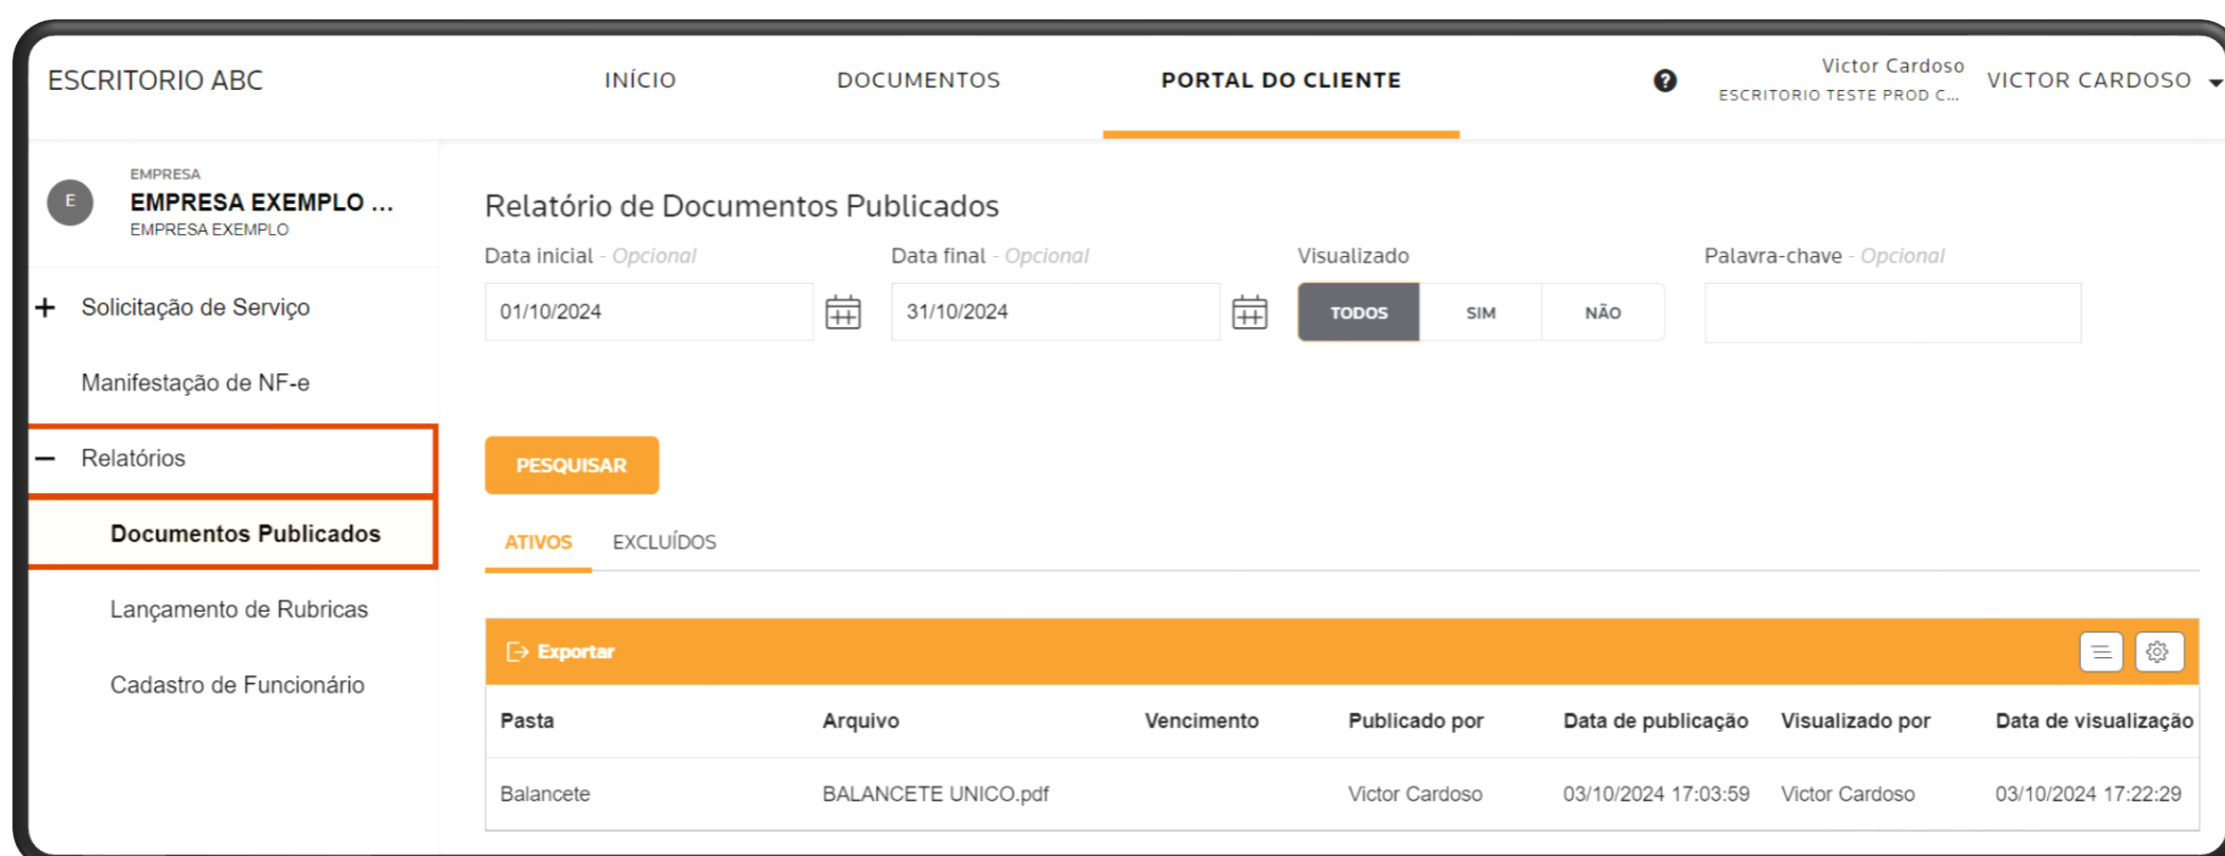 ESCRITORIO ABC
INÍCIO
DOCUMENTOS
PORTAL DO CLIENTE
?
Victor Cardoso
ESCRITORIO TESTE PROD C...
VICTOR CARDOSO
E
EMPRESA
EMPRESA EXEMPLO ...
EMPRESA EXEMPLO
+ Solicitação de Serviço
Manifestação de NF-e
− Relatórios
Documentos Publicados
Lançamento de Rubricas
Cadastro de Funcionário
Relatório de Documentos Publicados
Data inicial - Opcional
Data final - Opcional
Visualizado
Palavra-chave - Opcional
01/10/2024
31/10/2024
TODOS
SIM
NÃO
PESQUISAR
ATIVOS
EXCLUÍDOS
Exportar
Pasta Arquivo Vencimento Publicado por Data de publicação Visualizado por Data de visualização
Balancete BALANCETE UNICO.pdf Victor Cardoso 03/10/2024 17:03:59 Victor Cardoso 03/10/2024 17:22:29